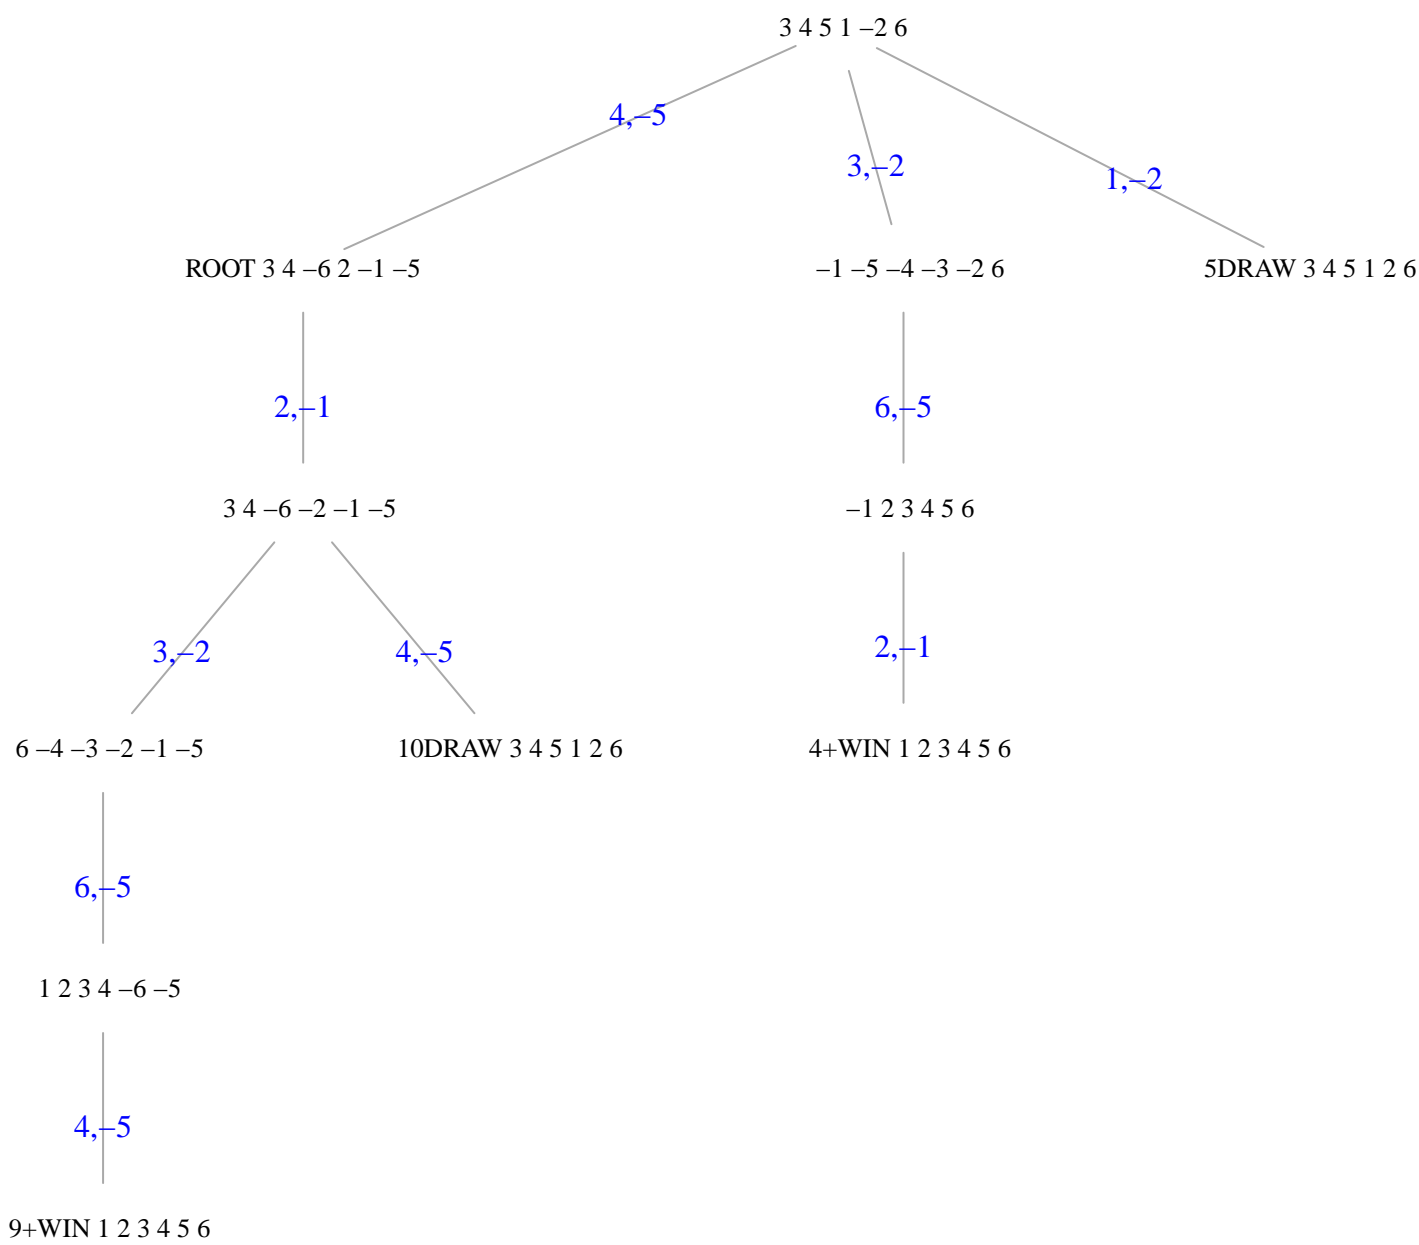 3 4 5 1 –2 6
4,–5
3,–2
1,–2
ROOT 3 4 –6 2 –1 –5
–1 –5 –4 –3 –2 6
5DRAW 3 4 5 1 2 6
2,–1
6,–5
3 4 –6 –2 –1 –5
–1 2 3 4 5 6
3,–2
4,–5
2,–1
6 –4 –3 –2 –1 –5
10DRAW 3 4 5 1 2 6
4+WIN 1 2 3 4 5 6
6,–5
1 2 3 4 –6 –5
4,–5
9+WIN 1 2 3 4 5 6